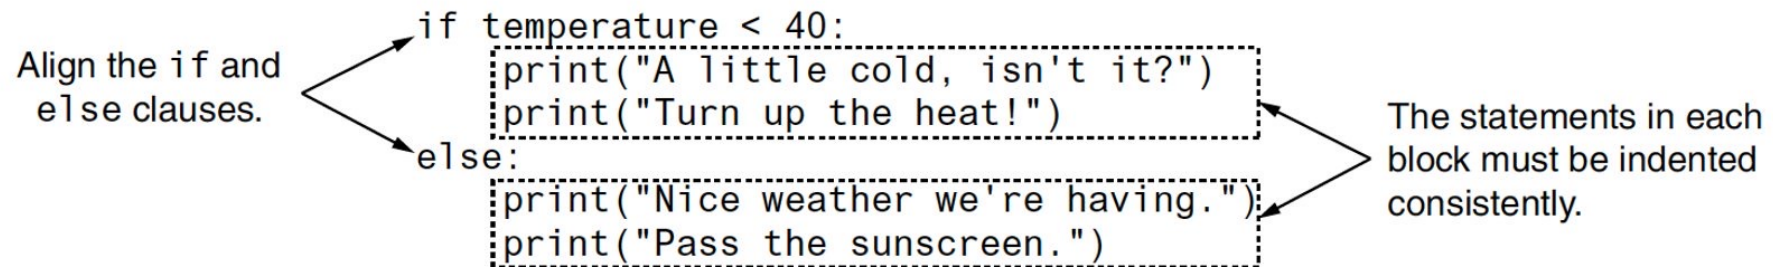 Align the if and
else clauses.
if temperature < 40:
print("A little cold, isn't it?")
print("Turn up the heat!")
else:
print("Nice weather we're having.")
print("Pass the sunscreen.")
The statements in each
block must be indented
consistently.